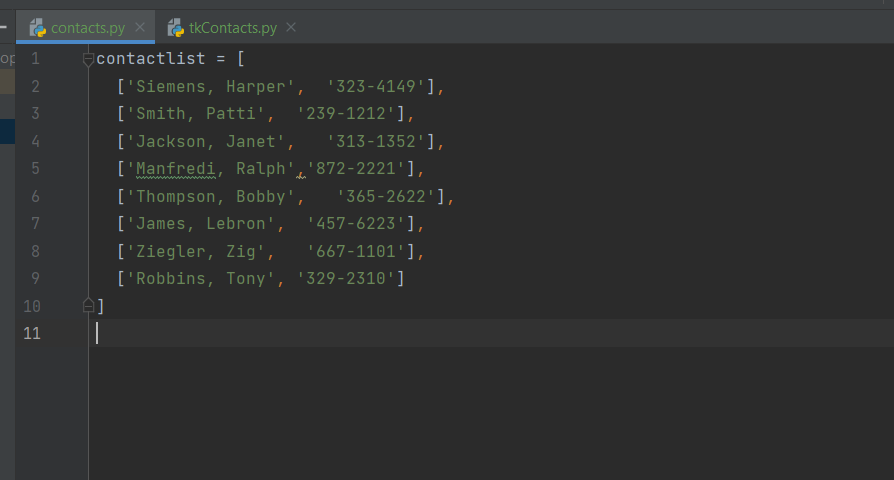 contacts.py tkContacts.py
op
1 contactlist = [
2 ['Siemens, Harper',  '323-4149'],
3 ['Smith, Patti',  '239-1212'],
4 ['Jackson, Janet',   '313-1352'],
5 ['Manfredi, Ralph','872-2221'],
6 ['Thompson, Bobby',   '365-2622'],
7 ['James, Lebron',  '457-6223'],
8 ['Ziegler, Zig',   '667-1101'],
9 ['Robbins, Tony', '329-2310']
10 ]
11